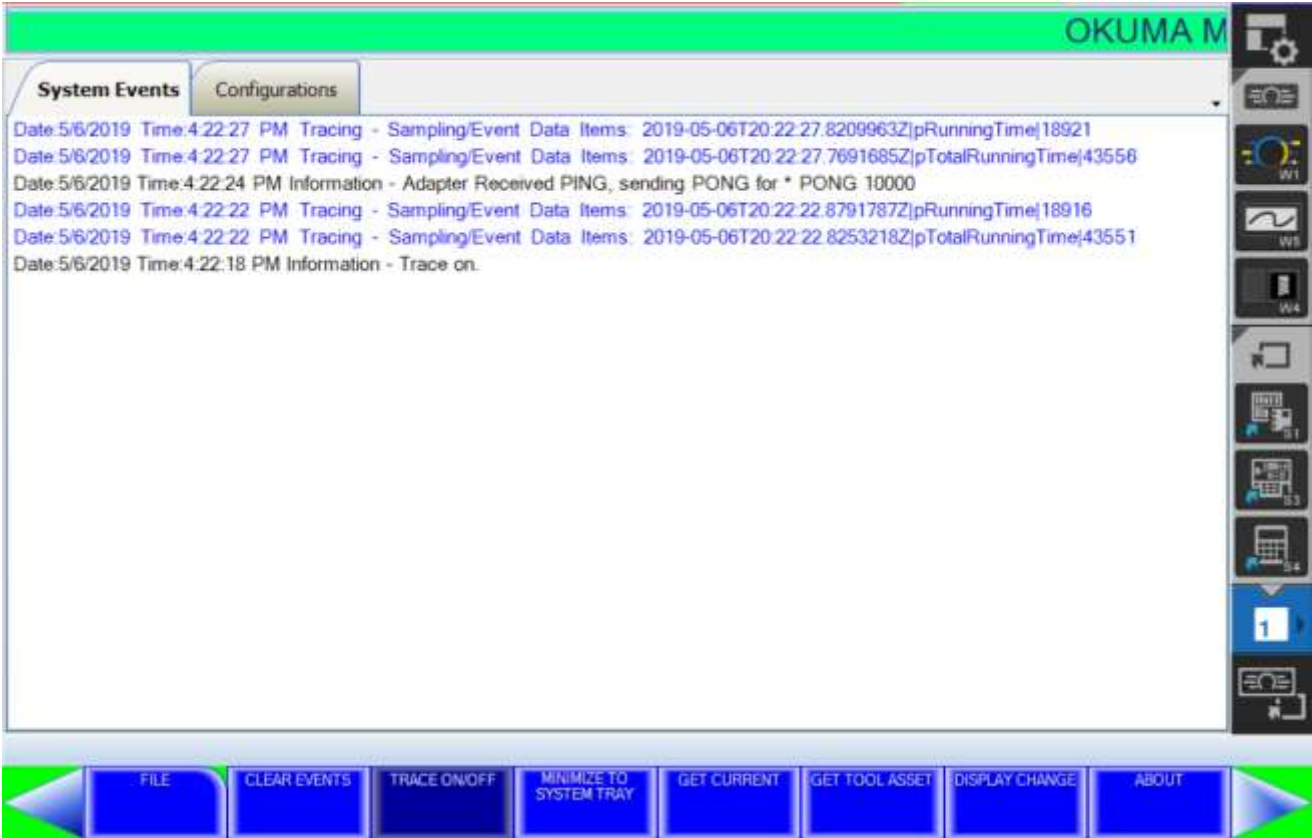 OKUMA M
System Events
Configurations
Date:5/6/2019 Time:4:22:27 PM Tracing - Sampling/Event Data Items: 2019-05-06T20:22:27.8209963Z|pRunningTime|18921
Date:5/6/2019 Time:4:22:27 PM Tracing - Sampling/Event Data Items: 2019-05-06T20:22:27.7691685Z|pTotalRunningTime|43556
Date:5/6/2019 Time:4:22:24 PM Information - Adapter Received PING, sending PONG for * PONG 10000
Date:5/6/2019 Time:4:22:22 PM Tracing - Sampling/Event Data Items: 2019-05-06T20:22:22.8791787Z|pRunningTime|18916
Date:5/6/2019 Time:4:22:22 PM Tracing - Sampling/Event Data Items: 2019-05-06T20:22:22.8253218Z|pTotalRunningTime|43551
Date:5/6/2019 Time:4:22:18 PM Information - Trace on.
W1
W5
W4
S1
S3
S4
1
FILE
CLEAR EVENTS
TRACE ON/OFF
MINIMIZE TO
SYSTEM TRAY
GET CURRENT
GET TOOL ASSET
DISPLAY CHANGE
ABOUT